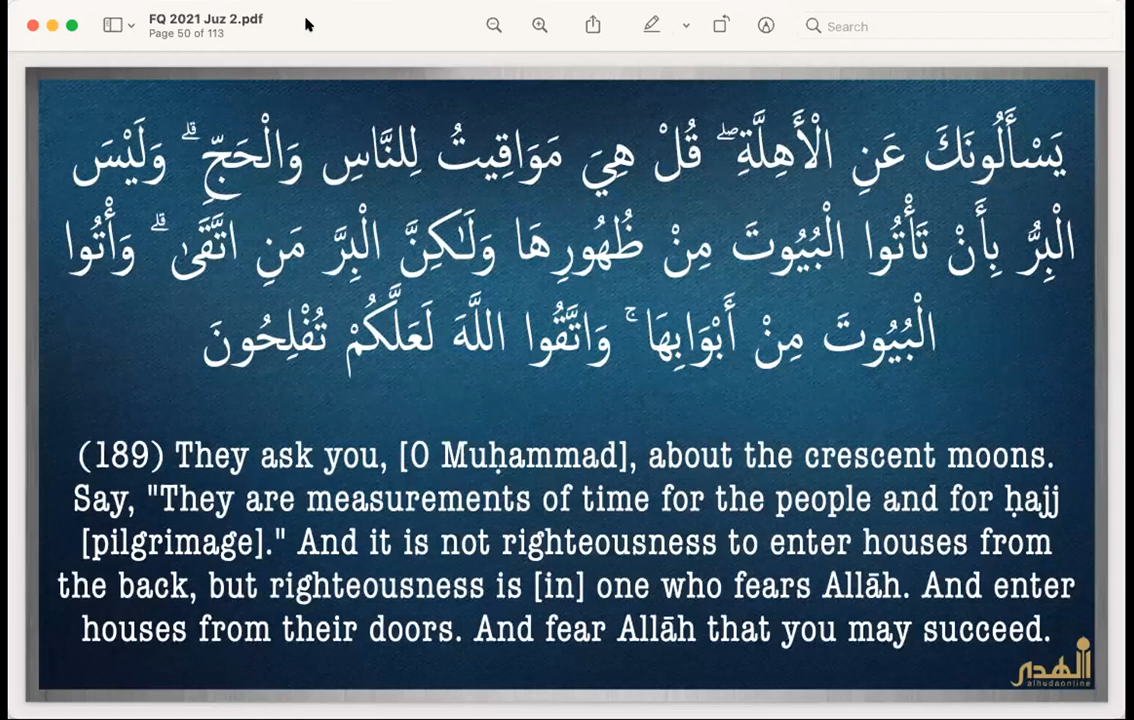 FQ 2021 Juz 2.pdf
Page 50 of 113
Search
يَسْأَلُونَكَ عَنِ الْأَهِلَّةِ ۖ قُلْ هِيَ مَوَاقِيتُ لِلنَّاسِ وَالْحَجِّ ۗ وَلَيْسَ
الْبِرُّ بِأَنْ تَأْتُوا الْبُيُوتَ مِنْ ظُهُورِهَا وَلَٰكِنَّ الْبِرَّ مَنِ اتَّقَىٰ ۗ وَأْتُوا
الْبُيُوتَ مِنْ أَبْوَابِهَا ۚ وَاتَّقُوا اللَّهَ لَعَلَّكُمْ تُفْلِحُونَ
(189) They ask you, [O Muḥammad], about the crescent moons.
Say, "They are measurements of time for the people and for ḥajj
[pilgrimage]." And it is not righteousness to enter houses from
the back, but righteousness is [in] one who fears Allāh. And enter
houses from their doors. And fear Allāh that you may succeed.
الهدى
alhudaonline